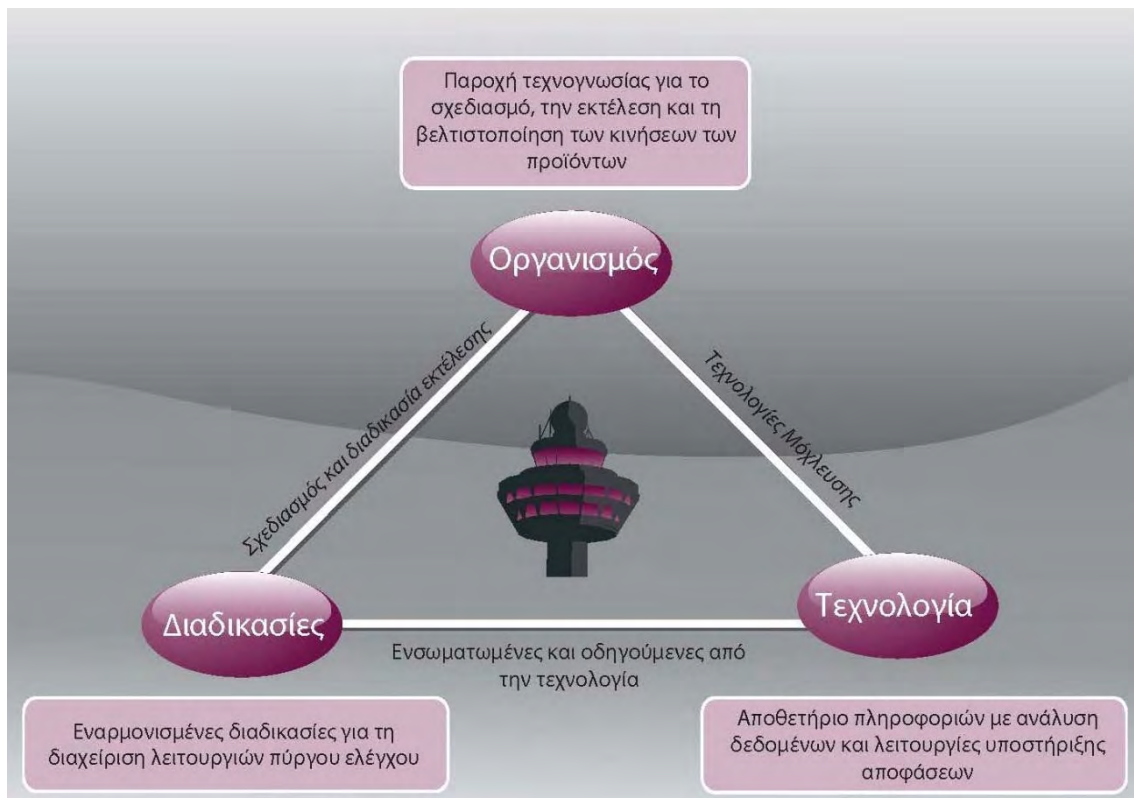 Παροχή τεχνογνωσίας για το
σχεδιασμό, την εκτέλεση και τη
βελτιστοποίηση των κινήσεων των
προϊόντων
Οργανισμός
Σχεδιασμός και διαδικασία εκτέλεσης
Τεχνολογίες Μόχλευσης
Διαδικασίες
Τεχνολογία
Ενσωματωμένες και οδηγούμενες από
την τεχνολογία
Εναρμονισμένες διαδικασίες για τη
διαχείριση λειτουργιών πύργου ελέγχου
Αποθετήριο πληροφοριών με ανάλυση
δεδομένων και λειτουργίες υποστήριξης
αποφάσεων